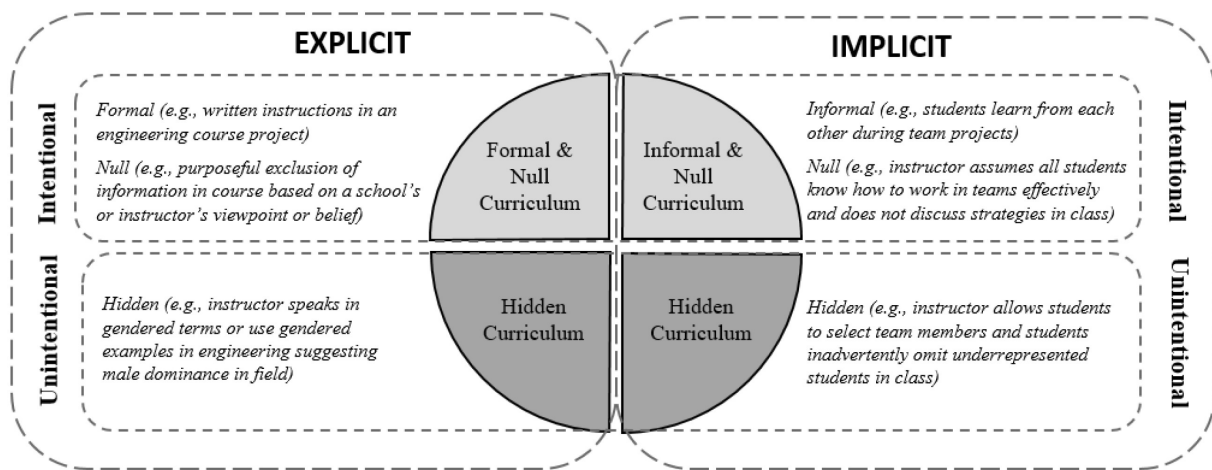 EXPLICIT
IMPLICIT
Intentional
Formal (e.g., written instructions in an
engineering course project)
Null (e.g., purposeful exclusion of
information in course based on a school's
or instructor's viewpoint or belief)
Formal &
Null
Curriculum
Informal &
Null
Curriculum
Informal (e.g., students learn from each
other during team projects)
Null (e.g., instructor assumes all students
know how to work in teams effectively
and does not discuss strategies in class)
Intentional
Unintentional
Hidden (e.g., instructor speaks in
gendered terms or use gendered
examples in engineering suggesting
male dominance in field)
Hidden
Curriculum
Hidden
Curriculum
Hidden (e.g., instructor allows students
to select team members and students
inadvertently omit underrepresented
students in class)
Unintentional